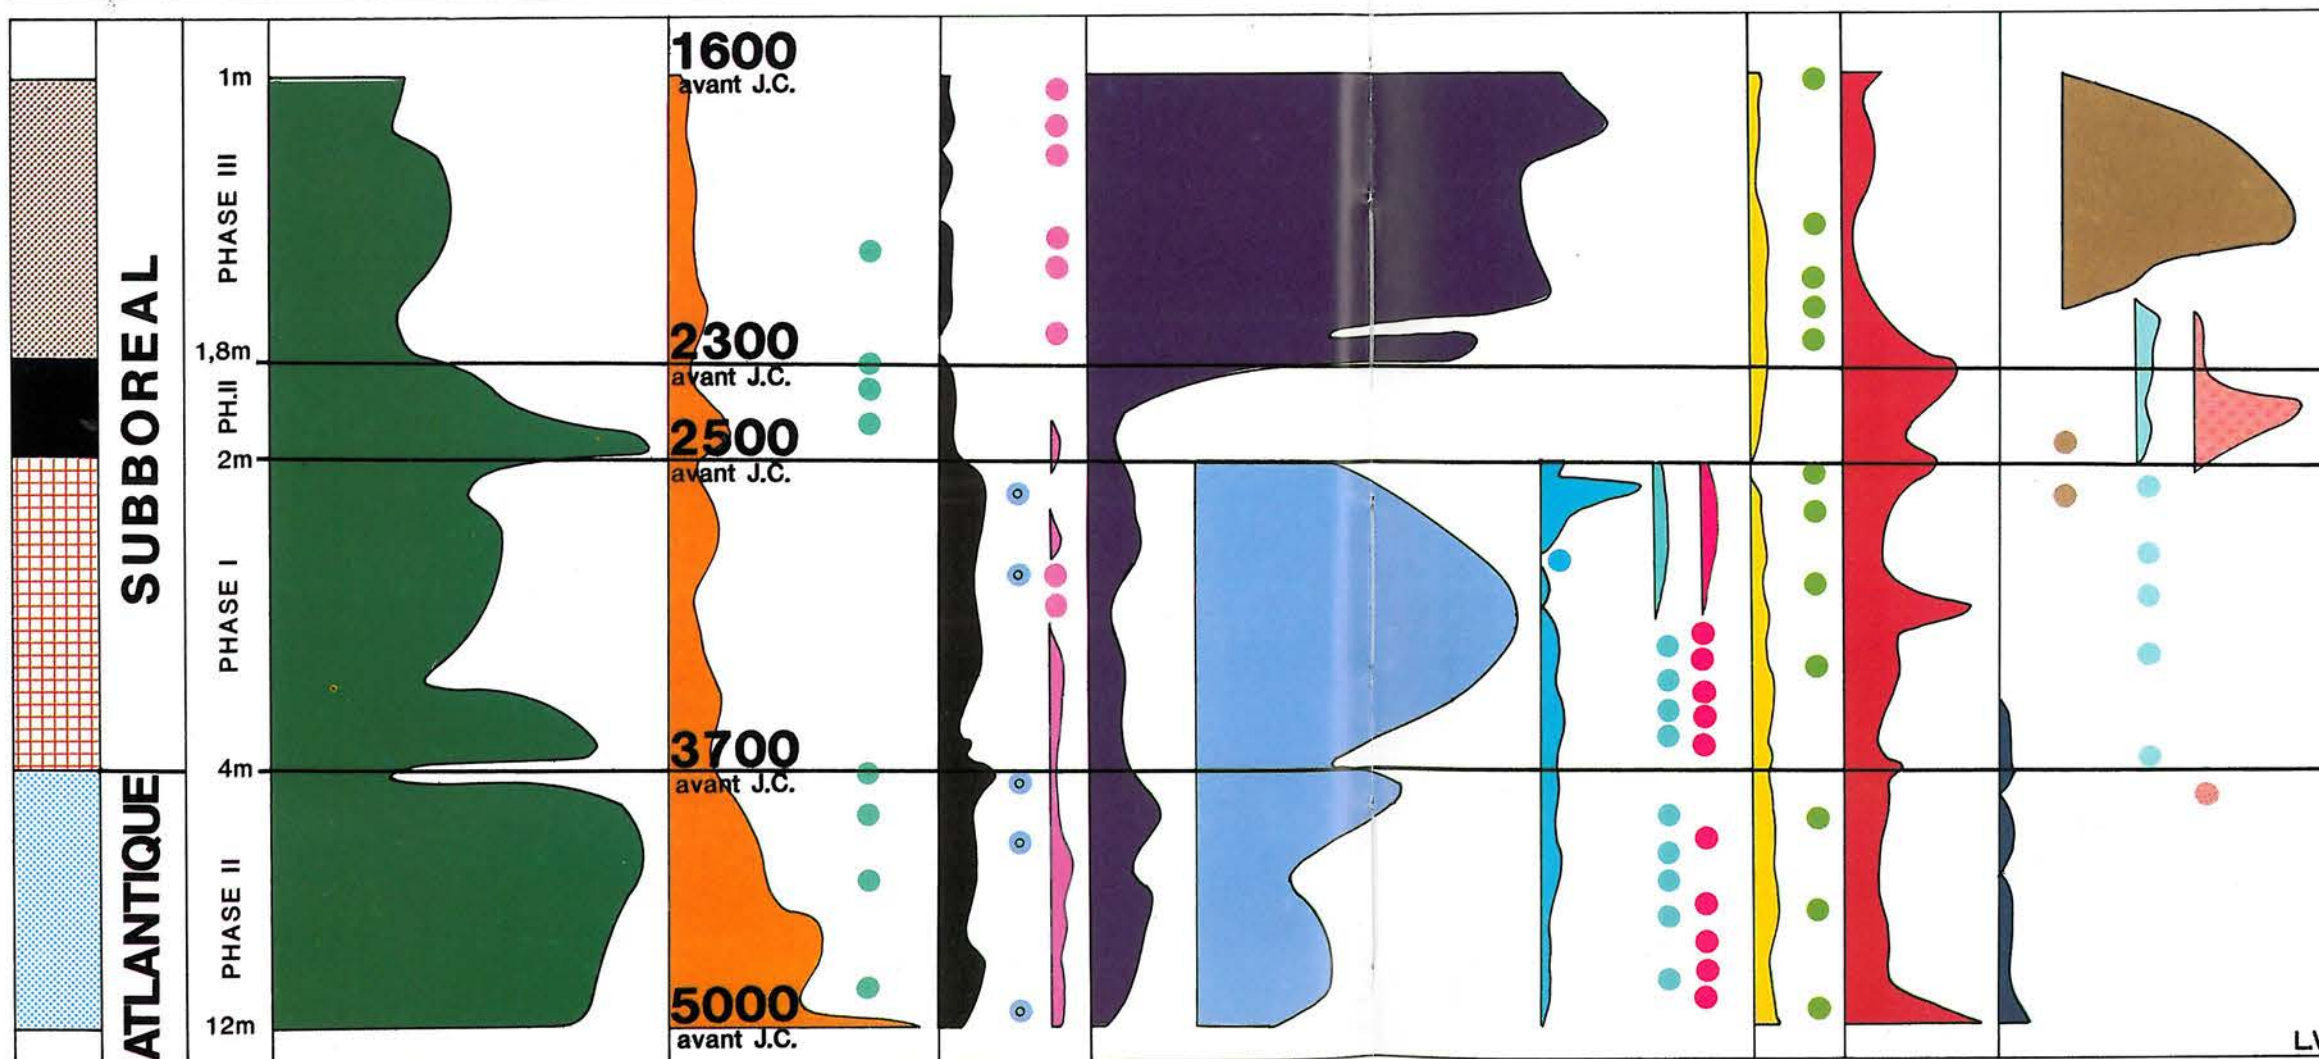 1600
avant J.C.
1m
PHASE III
SUBBOREAL
1,8m
2300
avant J.C.
PH.II
2500
avant J.C.
2m
PHASE I
3700
avant J.C.
4m
ATLANTIQUE
PHASE II
5000
avant J.C.
12m